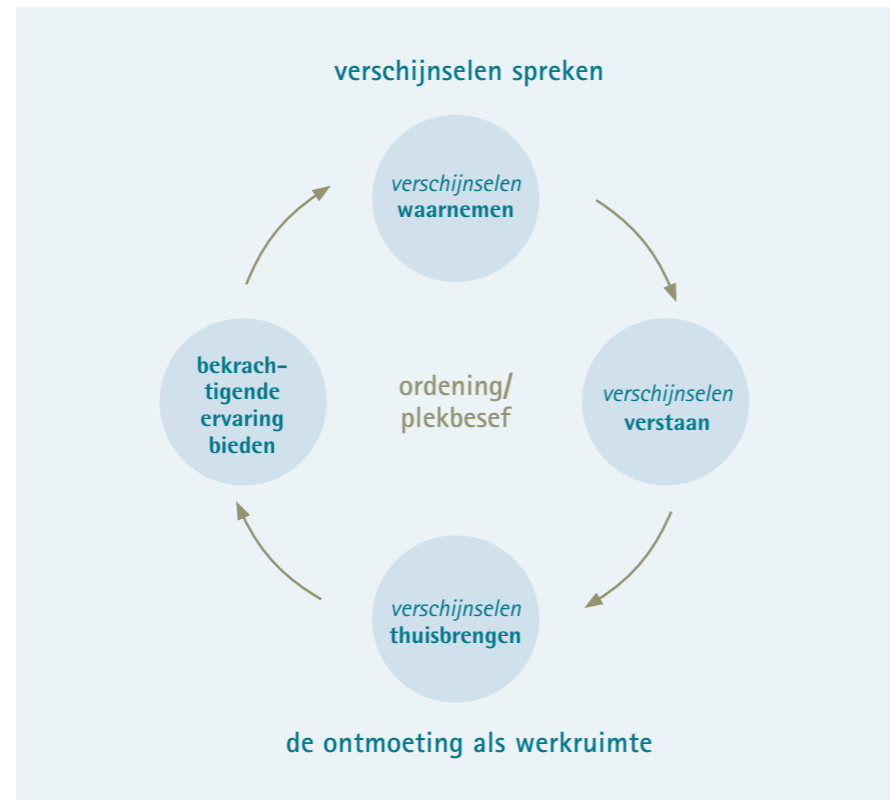 verschijnselen spreken
verschijnselen
waarnemen
bekrach-
tigende
ervaring
bieden
ordening/
plekbesef
verschijnselen
verstaan
verschijnselen
thuisbrengen
de ontmoeting als werkruimte